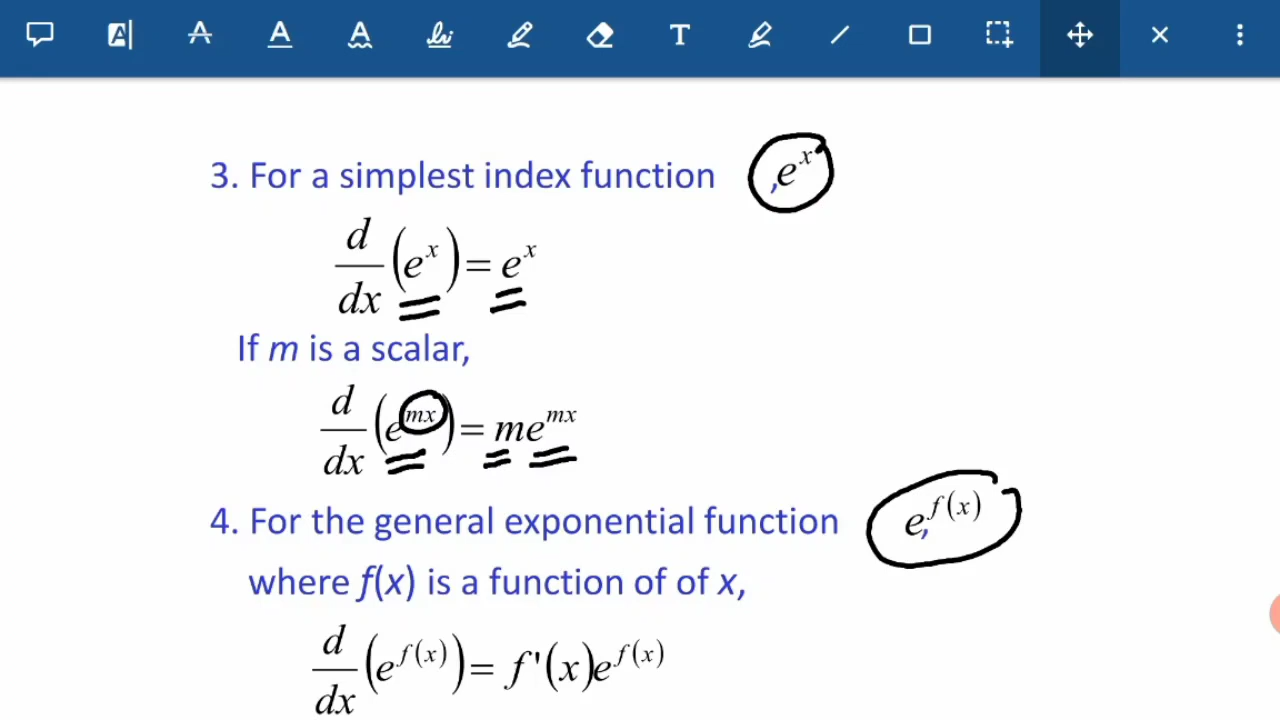 3. For a simplest index function , e^x
d/dx (e^x) = e^x
If m is a scalar,
d/dx (e^{mx}) = me^{mx}
4. For the general exponential function e^{f(x)},
where f(x) is a function of of x,
d/dx (e^{f(x)}) = f'(x)e^{f(x)}